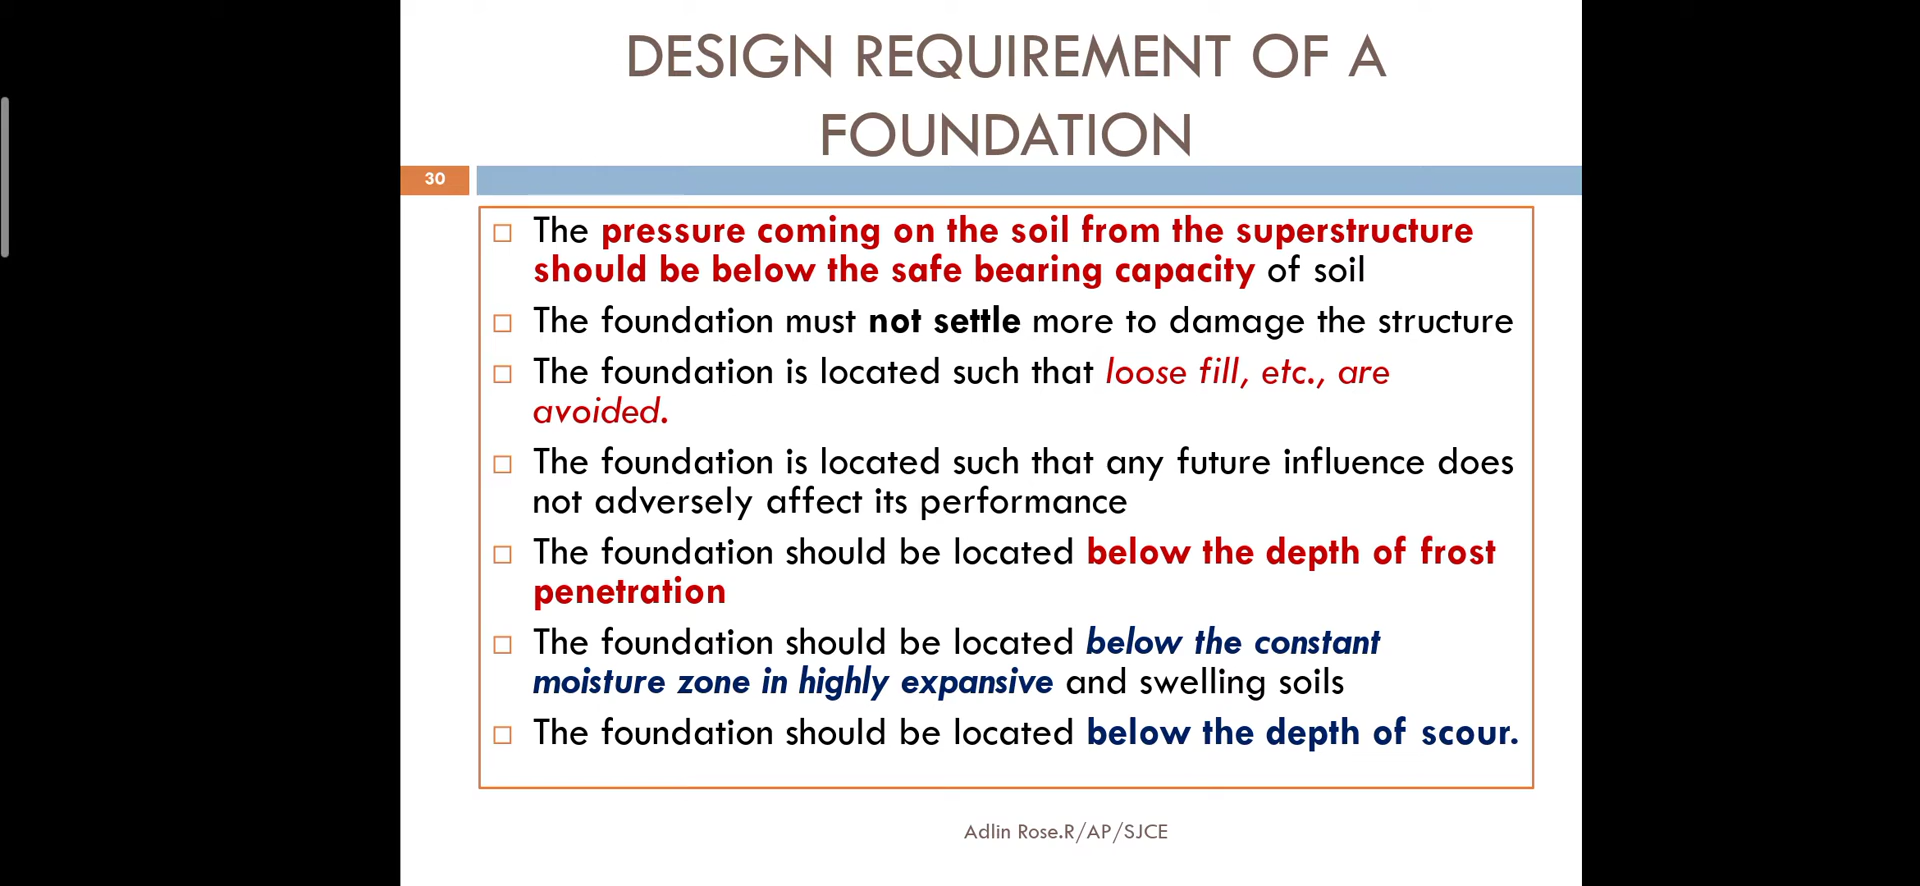 DESIGN REQUIREMENT OF A
FOUNDATION
30
The pressure coming on the soil from the superstructure
should be below the safe bearing capacity of soil
The foundation must not settle more to damage the structure
The foundation is located such that loose fill, etc., are
avoided.
The foundation is located such that any future influence does
not adversely affect its performance
The foundation should be located below the depth of frost
penetration
The foundation should be located below the constant
moisture zone in highly expansive and swelling soils
The foundation should be located below the depth of scour.
Adlin Rose.R/AP/SJCE